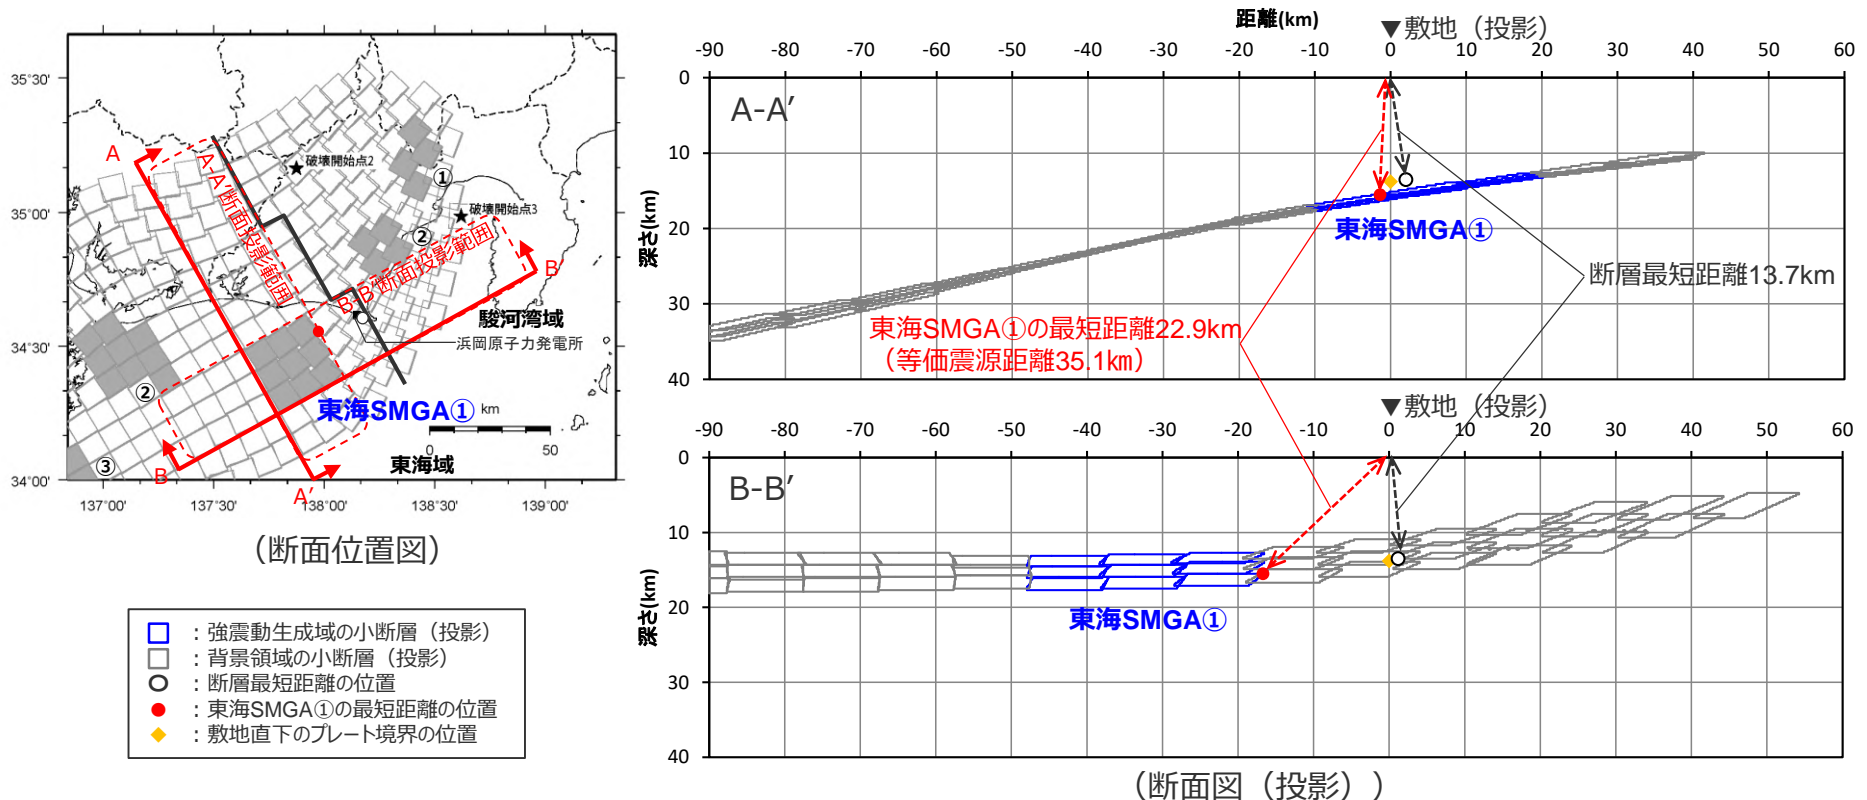 35°30'
35°00'
34°30'
34°00'
137°00'
137°30'
138°00'
138°30'
139°00'
A
A-A'断面投影範囲
破壊開始点2
①
破壊開始点3
②
B-B'断面投影範囲
B'
駿河湾域
浜岡原子力発電所
②
東海SMGA①
km
0
50
③
B
A'
東海域
(断面位置図)
:強震動生成域の小断層(投影)
:背景領域の小断層(投影)
:断層最短距離の位置
:東海SMGA①の最短距離の位置
:敷地直下のプレート境界の位置
距離(km)
▼敷地(投影)
-90 -80 -70 -60 -50 -40 -30 -20 -10 0 10 20 30 40 50 60
0
10
20
30
40
深さ(km)
A-A'
東海SMGA①
断層最短距離13.7km
東海SMGA①の最短距離22.9km
(等価震源距離35.1km)
▼敷地(投影)
-90 -80 -70 -60 -50 -40 -30 -20 -10 0 10 20 30 40 50 60
0
10
20
30
40
深さ(km)
B-B'
東海SMGA①
(断面図(投影))